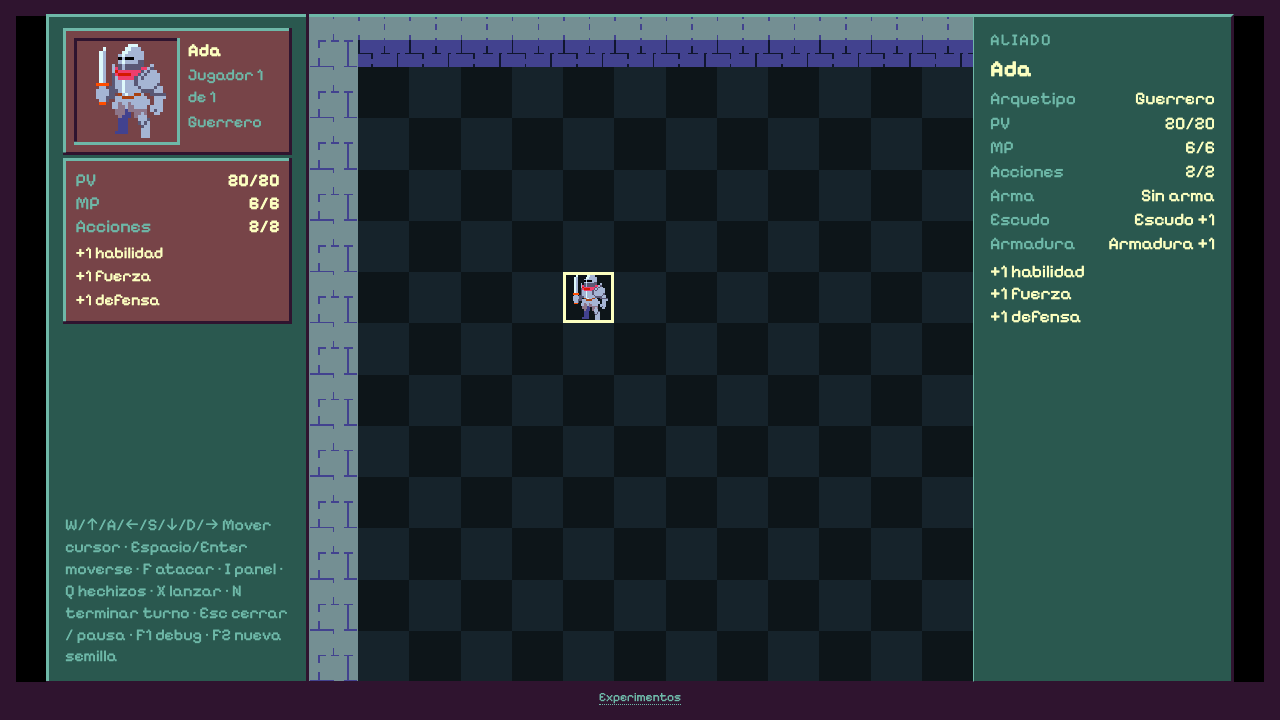 Ada
Jugador 1
de 1
Guerrero
PV 20/20
MP 6/6
Acciones 2/2
+1 habilidad
+1 fuerza
+1 defensa
W/↑/A/←/S/↓/D/→ Mover
cursor · Espacio/Enter
moverse · F atacar · I panel ·
Q hechizos · X lanzar · N
terminar turno · Esc cerrar
/ pausa · F1 debug · F2 nueva
semilla
ALIADO
Ada
Arquetipo Guerrero
PV 20/20
MP 6/6
Acciones 2/2
Arma Sin arma
Escudo Escudo +1
Armadura Armadura +1
+1 habilidad
+1 fuerza
+1 defensa
Experimentos